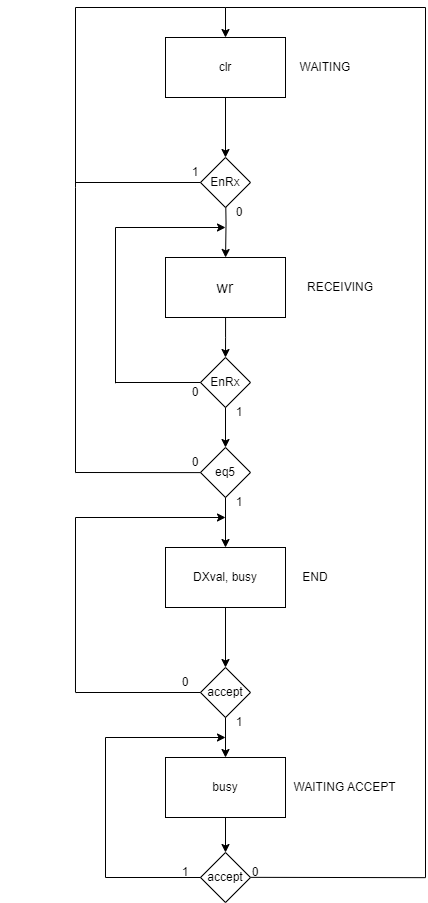 clr
WAITING
1
EnRx
0
wr
RECEIVING
EnRx
0
1
0
eq5
1
DXval, busy
END
0
accept
1
busy
WAITING ACCEPT
1
accept
0